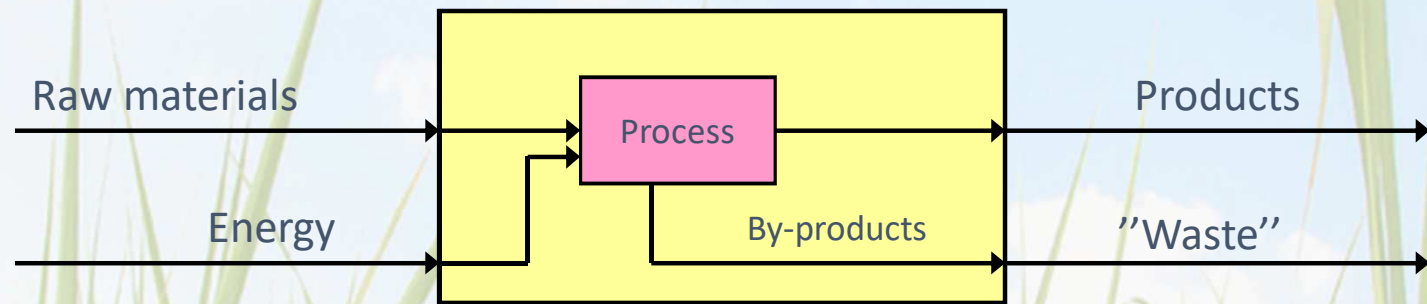 Raw materials
Products
Process
Energy
By-products
’’Waste’’